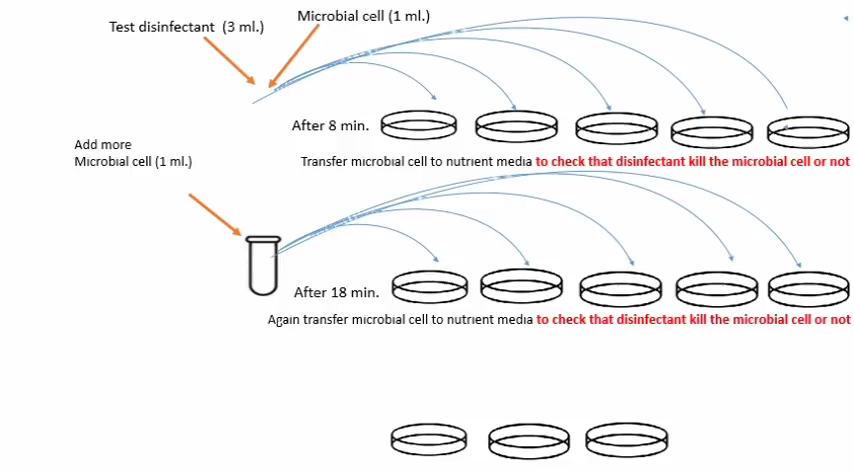 Test disinfectant (3 ml.)
Microbial cell (1 ml.)
After 8 min.
Add more
Microbial cell (1 ml.)
Transfer microbial cell to nutrient media to check that disinfectant kill the microbial cell or not
After 18 min.
Again transfer microbial cell to nutrient media to check that disinfectant kill the microbial cell or not